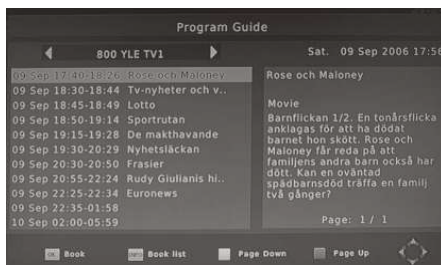 Program Guide
800 YLE TV1
Sat. 09 Sep 2006 17:56
09 Sep 17:40-18:26 Rose och Maloney
09 Sep 18:30-18:44 Tv-nyheter och v..
09 Sep 18:45-18:49 Lotto
09 Sep 18:50-19:14 Sportrutan
09 Sep 19:15-19:28 De makthavande
09 Sep 19:30-20:29 Nyhetsläckan
09 Sep 20:30-20:50 Frasier
09 Sep 20:55-22:24 Rudy Giulianis hi..
09 Sep 22:25-22:34 Euronews
09 Sep 22:35-01:58
10 Sep 02:00-05:59
Rose och Maloney
Movie
Barnflickan 1/2. En tonårsflicka
anklagas för att ha dödat
barnet hon skött. Rose och
Maloney får reda på att
familjens andra barn också har
dött. Kan en oväntad
spädbarnsdöd träffa en familj
två gånger?
Page: 1/ 1
OK Book
Book list
Page Down
Page Up